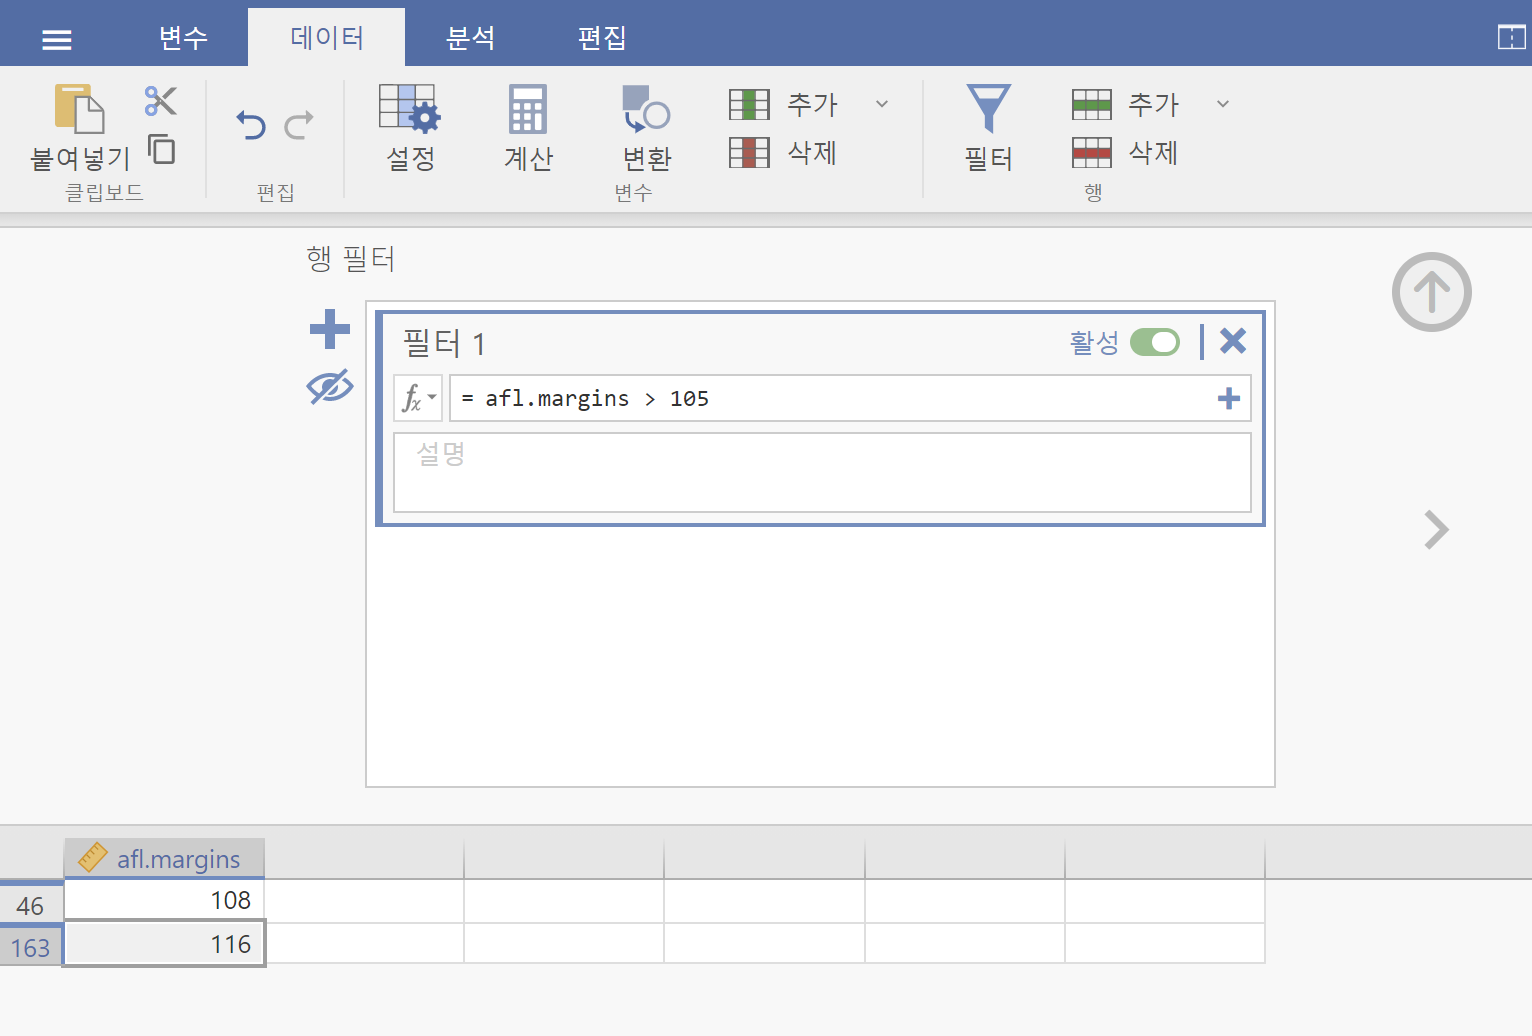 변수 데이터 분석 편집
붙여넣기 설정 계산 변환 추가 삭제 필터 추가 삭제
클립보드 편집 변수 행
행 필터
필터 1 활성
fx = afl.margins > 105
설명
afl.margins
46 108
163 116